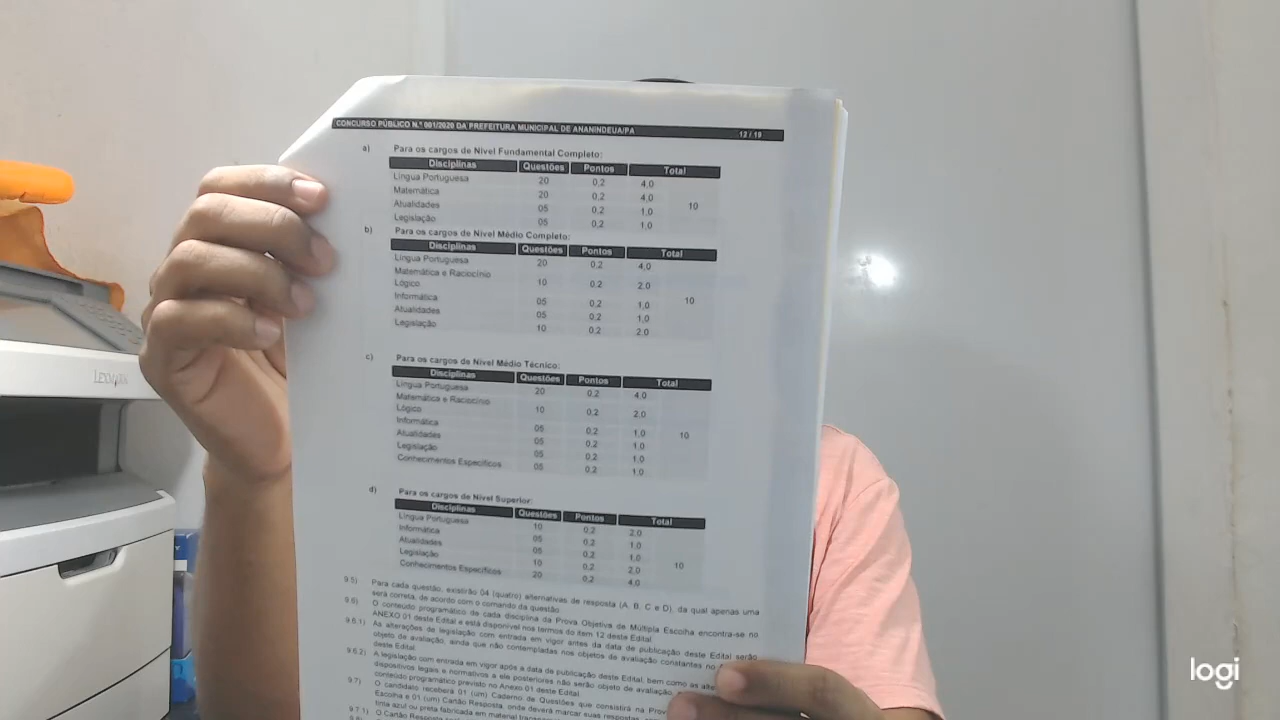 CONCURSO PÚBLICO N.º 001/2020 DA PREFEITURA MUNICIPAL DE ANANINDEUA/PA 12 / 19
a) Para os cargos de Nível Fundamental Completo:
Disciplinas Questões Pontos Total
Língua Portuguesa 20 0,2 4,0
Matemática 20 0,2 4,0
10
Atualidades 05 0,2 1,0
Legislação 05 0,2 1,0
b) Para os cargos de Nível Médio Completo:
Disciplinas Questões Pontos Total
Língua Portuguesa 20 0,2 4,0
Matemática e Raciocínio
Lógico 10 0,2 2,0
10
Informática 05 0,2 1,0
Atualidades 05 0,2 1,0
Legislação 10 0,2 2,0
c) Para os cargos de Nível Médio Técnico:
Disciplinas Questões Pontos Total
Língua Portuguesa 20 0,2 4,0
Matemática e Raciocínio
Lógico 10 0,2 2,0
Informática 05 0,2 1,0
10
Atualidades 05 0,2 1,0
Legislação 05 0,2 1,0
Conhecimentos Específicos 05 0,2 1,0
d) Para os cargos de Nível Superior:
Disciplinas Questões Pontos Total
Língua Portuguesa 10 0,2 2,0
Informática 05 0,2 1,0
Atualidades 05 0,2 1,0
10
Legislação 10 0,2 2,0
Conhecimentos Específicos 20 0,2 4,0
9.5) Para cada questão, existirão 04 (quatro) alternativas de resposta (A, B, C e D), da qual apenas uma
será correta, de acordo com o comando da questão.
9.6) O conteúdo programático de cada disciplina da Prova Objetiva de Múltipla Escolha encontra-se no
ANEXO 01 deste Edital e está disponível nos termos do item 12 deste Edital.
9.6.1) As alterações de legislação com entrada em vigor antes da data de publicação deste Edital serão
objeto de avaliação, ainda que não contempladas nos objetos de avaliação constantes no
deste Edital.
9.6.2) A legislação com entrada em vigor após a data de publicação deste Edital, bem como as
dispositivos legais e normativos a ele posteriores não serão objeto de avaliação
conteúdo programático previsto no Anexo 01 deste Edital.
9.7) O candidato receberá 01 (um) Caderno de Questões que consistirá na
Escolha e 01 (um) Cartão Resposta, onde deverá marcar suas respostas
tinta azul ou preta fabricada em material
9.7.1) O Cartão Resposta
LEXMARK
logi